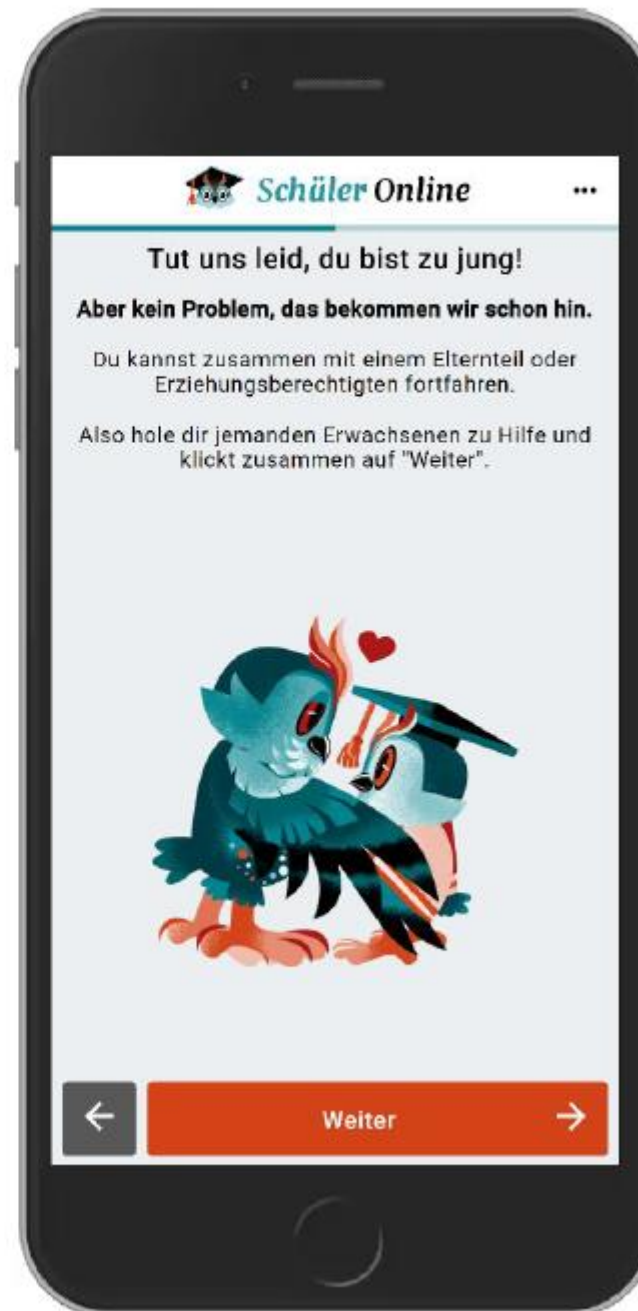 Schüler Online
Tut uns leid, du bist zu jung!
Aber kein Problem, das bekommen wir schon hin.
Du kannst zusammen mit einem Elternteil oder
Erziehungsberechtigten fortfahren.
Also hole dir jemanden Erwachsenen zu Hilfe und
klickt zusammen auf "Weiter".
Weiter